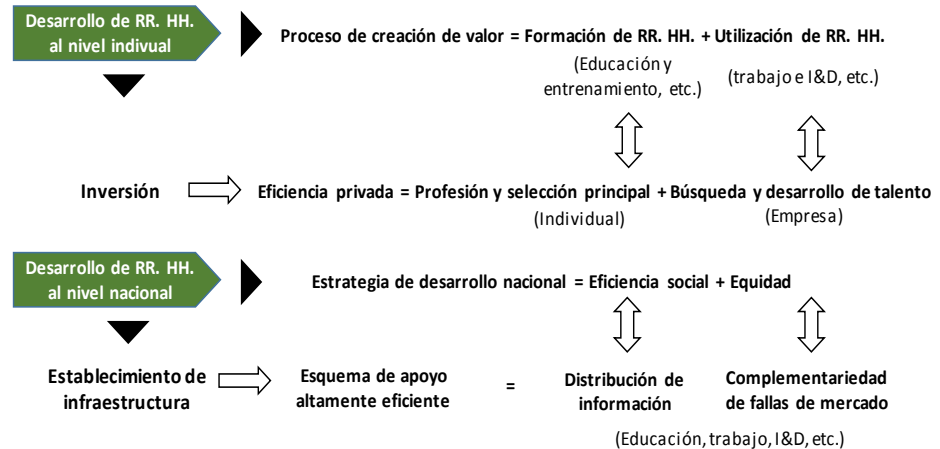 Desarrollo de RR. HH.
al nivel indivual
Proceso de creación de valor = Formación de RR. HH. + Utilización de RR. HH.
(Educación y
entrenamiento, etc.)
(trabajo e I&D, etc.)
Inversión
Eficiencia privada = Profesión y selección principal + Búsqueda y desarrollo de talento
(Individual)
(Empresa)
Desarrollo de RR. HH.
al nivel nacional
Estrategia de desarrollo nacional = Eficiencia social + Equidad
Establecimiento de
infraestructura
Esquema de apoyo
altamente eficiente
=
Distribución de
información
Complementariedad
de fallas de mercado
(Educación, trabajo, I&D, etc.)